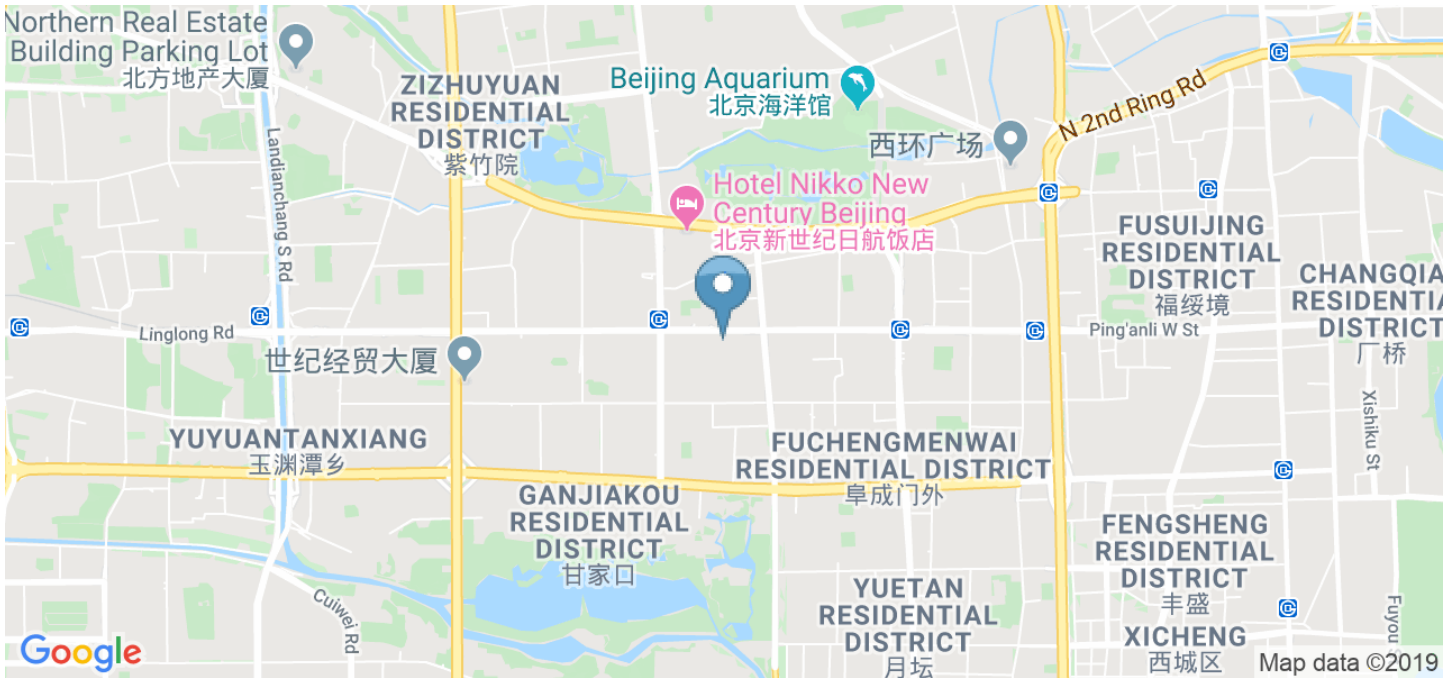 Northern Real Estate
Building Parking Lot
北方地产大厦
ZIZHUYUAN
RESIDENTIAL
DISTRICT
紫竹院
Beijing Aquarium
北京海洋馆
西环广场
N 2nd Ring Rd
Landianchang S Rd
Hotel Nikko New
Century Beijing
北京新世纪日航饭店
FUSUIJING
RESIDENTIAL
DISTRICT
福绥境
CHANGQIA
RESIDENTIA
DISTRICT
厂桥
Linglong Rd
Ping'anli W St
世纪经贸大厦
Xishiku St
YUYUANTANXIANG
玉渊潭乡
FUCHENGMENWAI
RESIDENTIAL DISTRICT
阜成门外
GANJIAKOU
RESIDENTIAL
DISTRICT
甘家口
FENGSHENG
RESIDENTIAL
DISTRICT
丰盛
Cuiwei Rd
YUETAN
RESIDENTIAL
DISTRICT
月坛
XICHENG
西城区
Fuyou S
Google
Map data ©2019